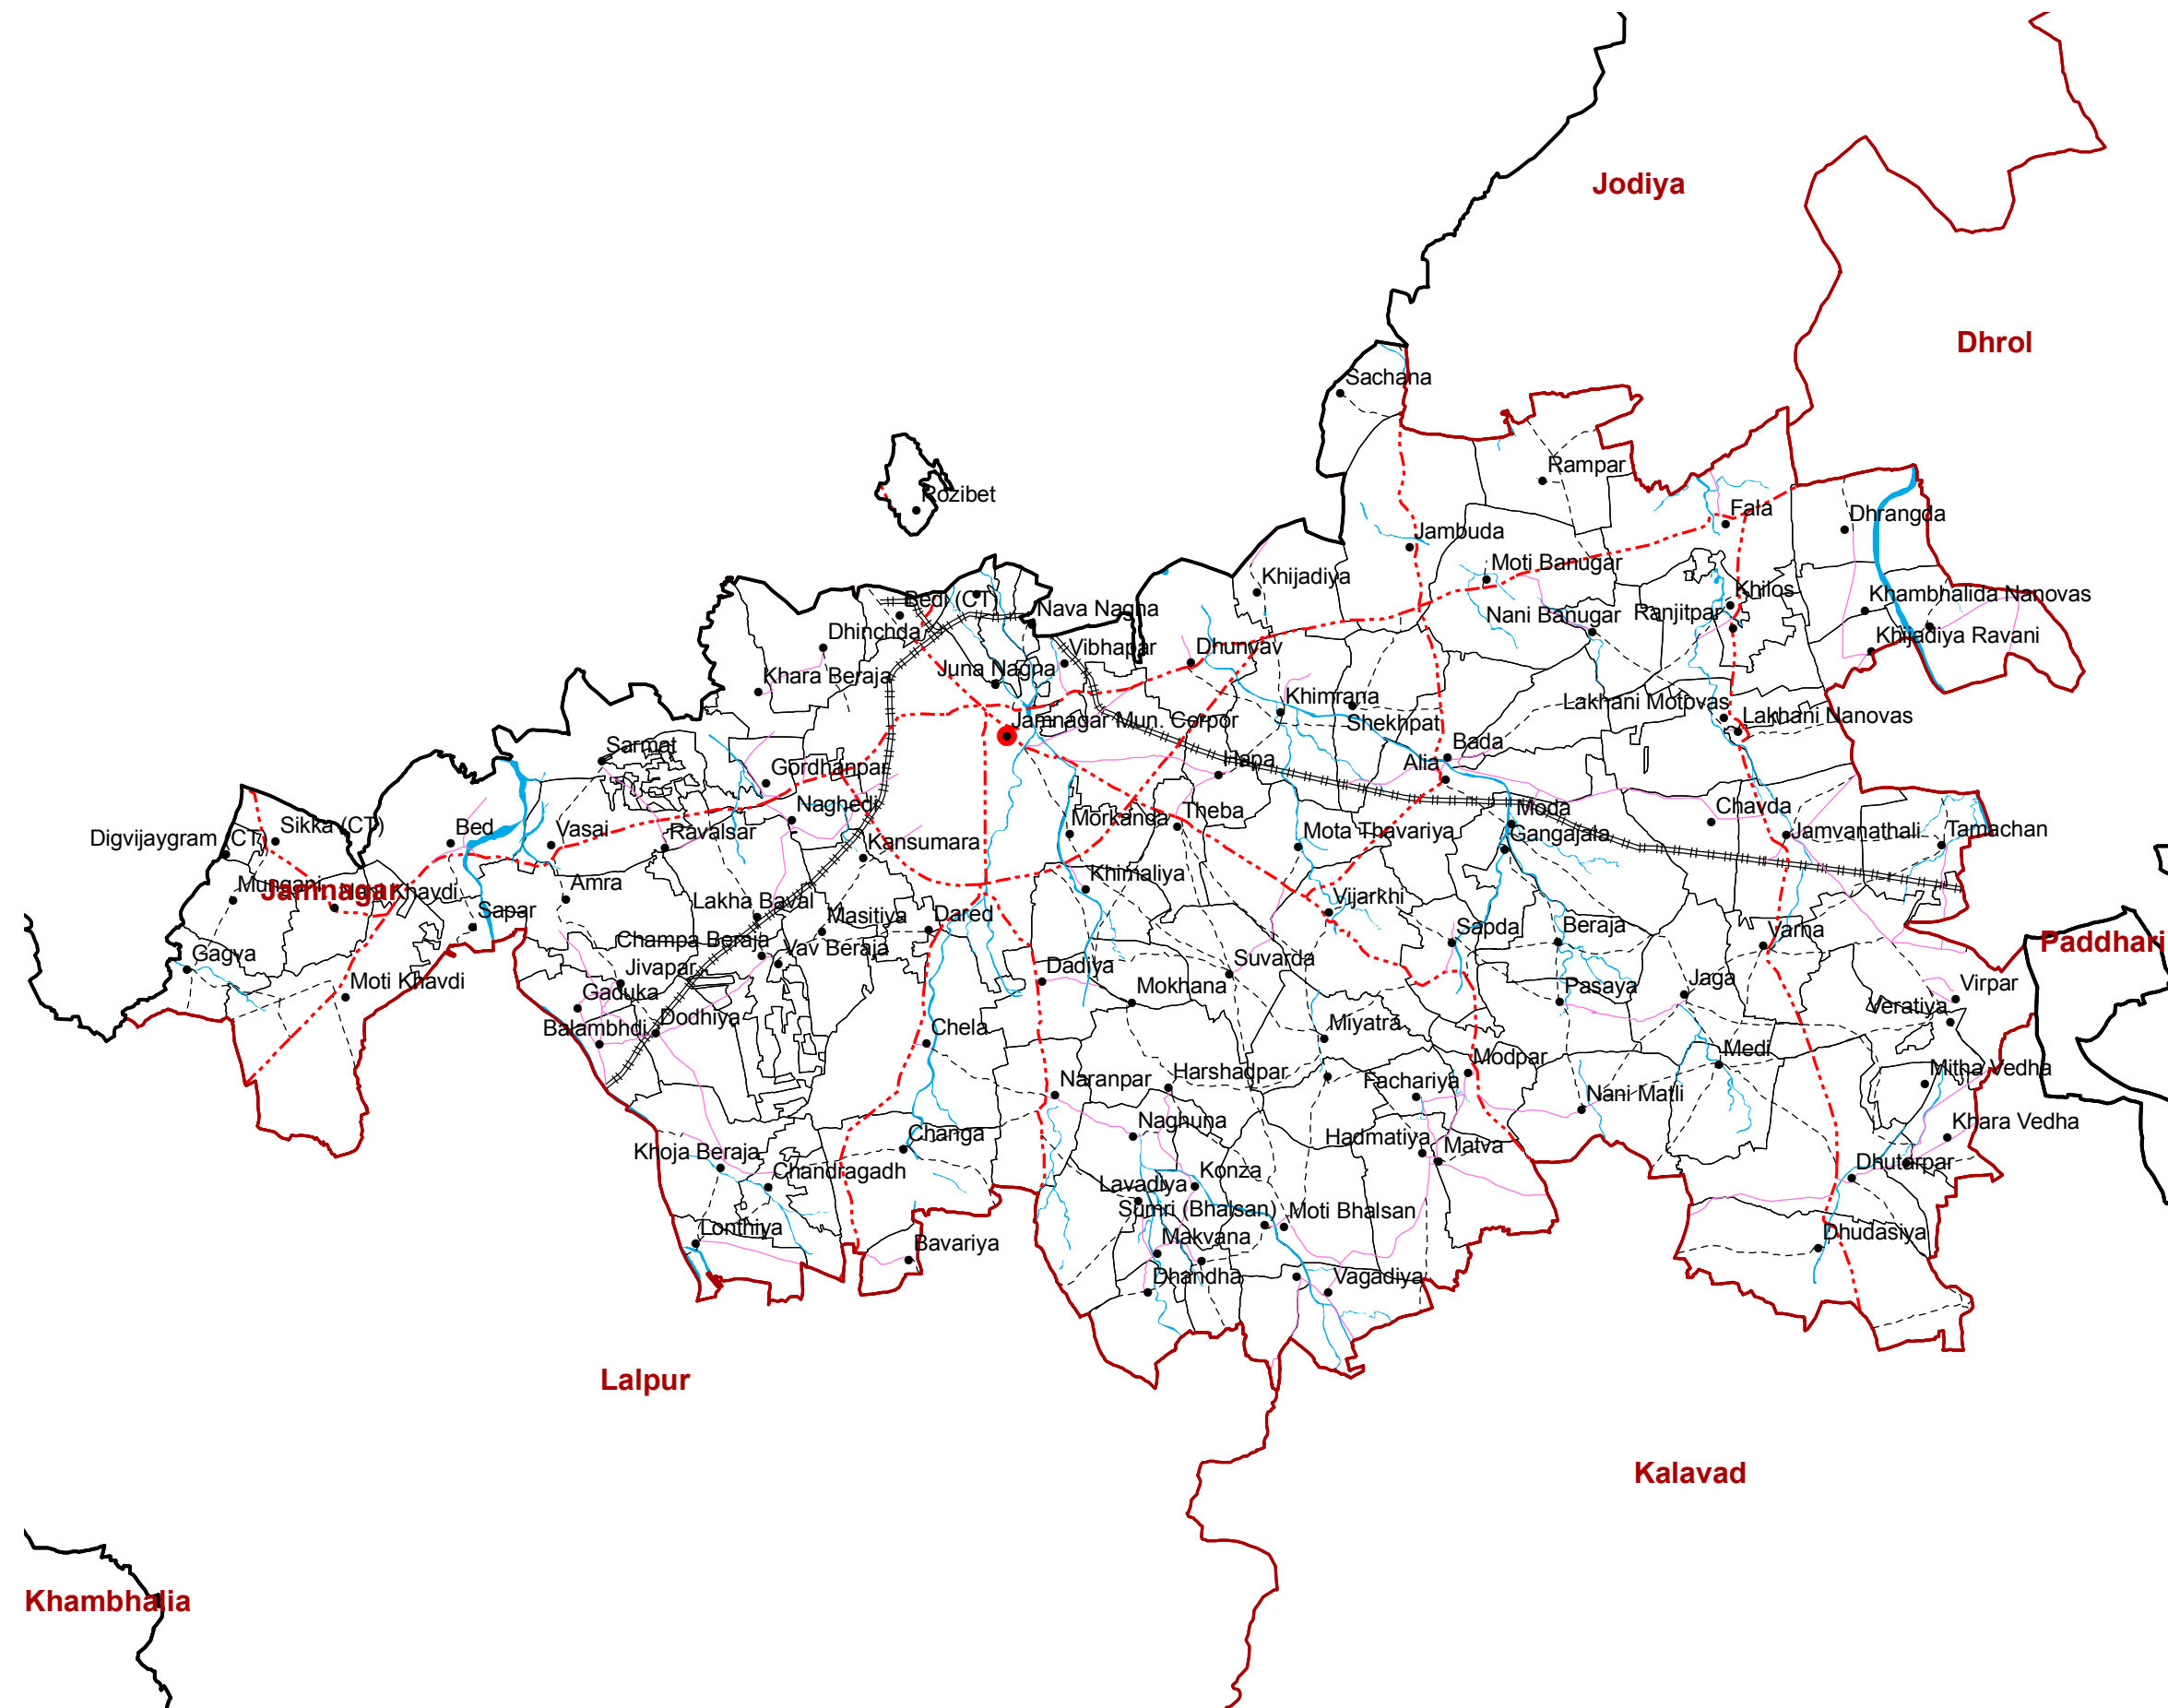 Jodiya
Dhrol
Sachana
Rampar
Rozibet
Fala
Dhrangda
Jambuda
Moti Banugar
Khijadiya
Khilos
Khambhalida Nanovas
Bedi (CT)
Nava Nagna
Nani Banugar
Ranjitpar
Dhinchda
Khijadiya Ravani
Vibhapar
Dhunvav
Juna Nagna
Khara Beraja
Khimrana
Lakhani Motovas
Lakhani Nanovas
Jamnagar Mun. Corpor
Shekhpat
Sarmat
Bada
Hapa
Alia
Gordhanpar
Naghedi
Moda
Chavda
Theba
Morkanda
Sikka (CT)
Bed
Vasai
Ravalsar
Mota Thavariya
Gangajala
Jamvanathali
Tamachan
Digvijaygram (CT)
Kansumara
Khimaliya
Mungani
Jamnagar
Nani Khavdi
Amra
Lakha Baval
Vijarkhi
Sapar
Masitiya
Dared
Sapda
Beraja
Varna
Champa Beraja
Vav Beraja
Paddhari
Gagva
Jivapar
Dadiya
Suvarda
Moti Khavdi
Gaduka
Mokhana
Pasaya
Jaga
Virpar
Veratiya
Balambhdi
Dodhiya
Chela
Miyatra
Medi
Modpar
Mitha Vedha
Naranpar
Harshadpar
Fachariya
Nani Matli
Naghuna
Khara Vedha
Changa
Hadmatiya
Matva
Khoja Beraja
Chandragadh
Konza
Dhutarpar
Lavadiya
Sumri (Bhalsan)
Moti Bhalsan
Lonthiya
Bavariya
Makvana
Dhudasiya
Dhandha
Vagadiya
Lalpur
Kalavad
Khambhalia